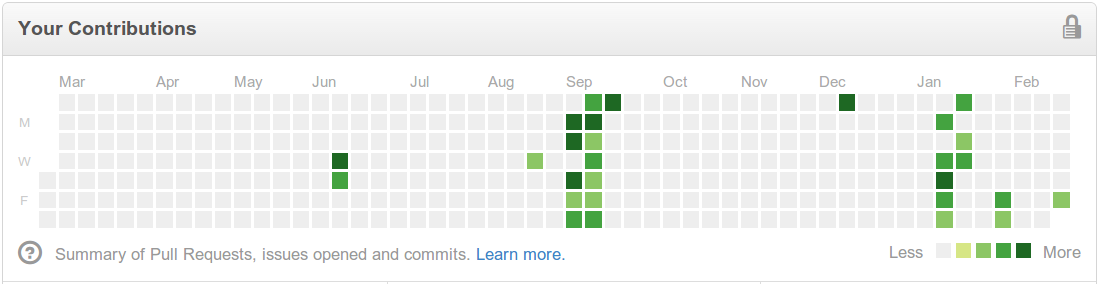 Your Contributions
Mar Apr May Jun Jul Aug Sep Oct Nov Dec Jan Feb
M
W
F
? Summary of Pull Requests, issues opened and commits. Learn more. Less More